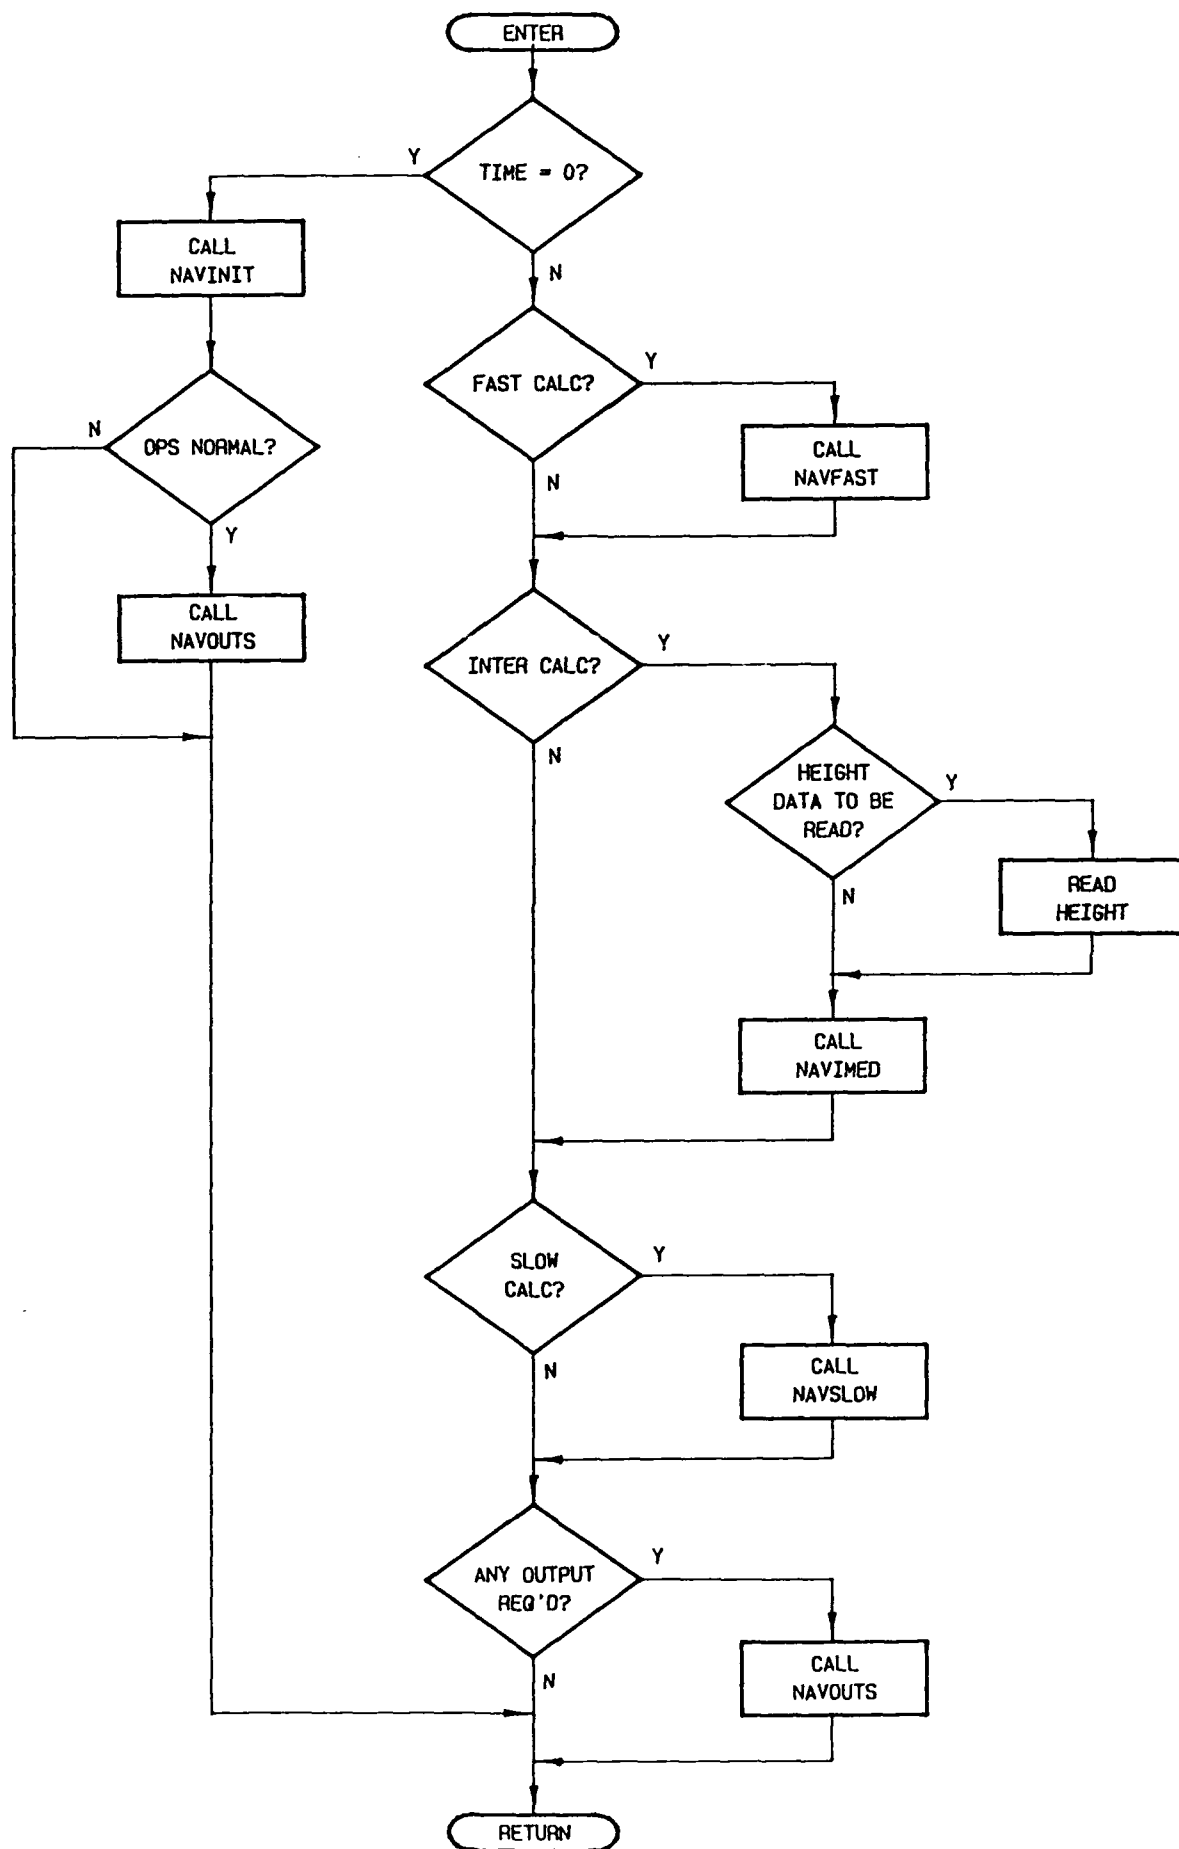 ENTER
TIME = 0?
Y
N
CALL
NAVINIT
OPS NORMAL?
N
Y
CALL
NAVOUTS
FAST CALC?
Y
N
CALL
NAVFAST
INTER CALC?
Y
N
HEIGHT
DATA TO BE
READ?
Y
N
READ
HEIGHT
CALL
NAVIMED
SLOW
CALC?
Y
N
CALL
NAVSLOW
ANY OUTPUT
REQ'D?
Y
N
CALL
NAVOUTS
RETURN